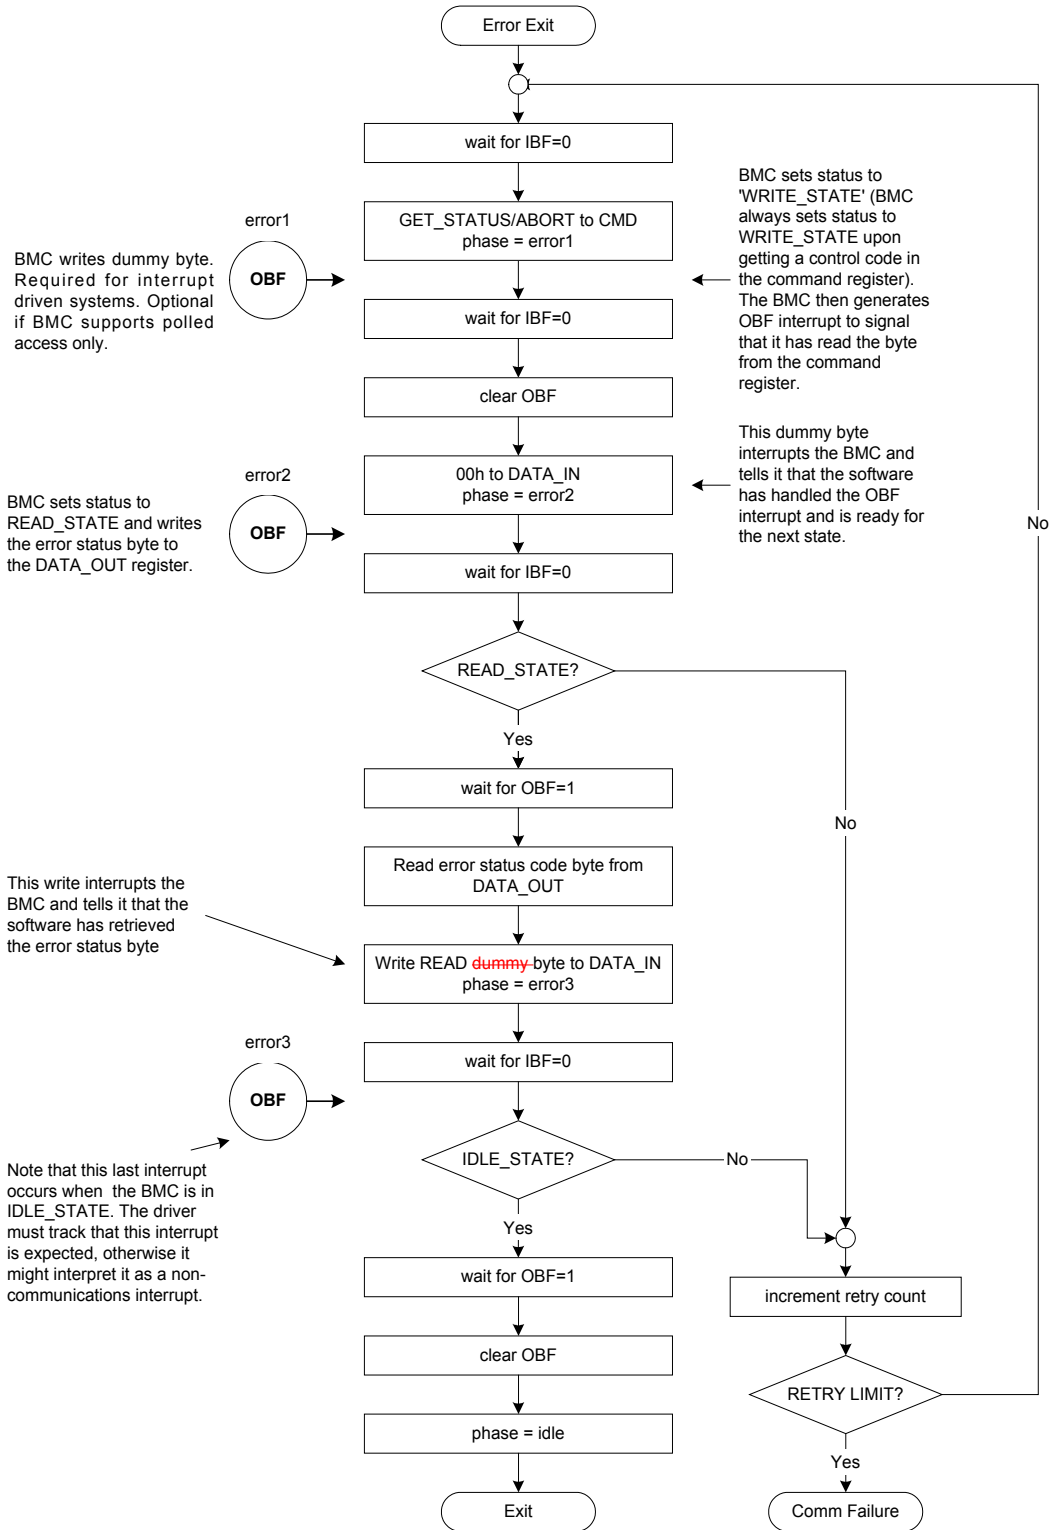 Error Exit
wait for IBF=0
BMC sets status to
'WRITE_STATE' (BMC
always sets status to
WRITE_STATE upon
getting a control code in
the command register).
The BMC then generates
OBF interrupt to signal
that it has read the byte
from the command
register.
GET_STATUS/ABORT to CMD
phase = error1
error1
OBF
BMC writes dummy byte.
Required for interrupt
driven systems. Optional
if BMC supports polled
access only.
wait for IBF=0
clear OBF
This dummy byte
interrupts the BMC and
tells it that the software
has handled the OBF
interrupt and is ready for
the next state.
00h to DATA_IN
phase = error2
error2
OBF
BMC sets status to
READ_STATE and writes
the error status byte to
the DATA_OUT register.
No
wait for IBF=0
READ_STATE?
Yes
wait for OBF=1
No
Read error status code byte from
DATA_OUT
This write interrupts the
BMC and tells it that the
software has retrieved
the error status byte
Write READ dummy byte to DATA_IN
phase = error3
wait for IBF=0
error3
OBF
IDLE_STATE?
No
Note that this last interrupt
occurs when the BMC is in
IDLE_STATE. The driver
must track that this interrupt
is expected, otherwise it
might interpret it as a non-
communications interrupt.
Yes
wait for OBF=1
increment retry count
clear OBF
RETRY LIMIT?
phase = idle
Yes
Exit
Comm Failure